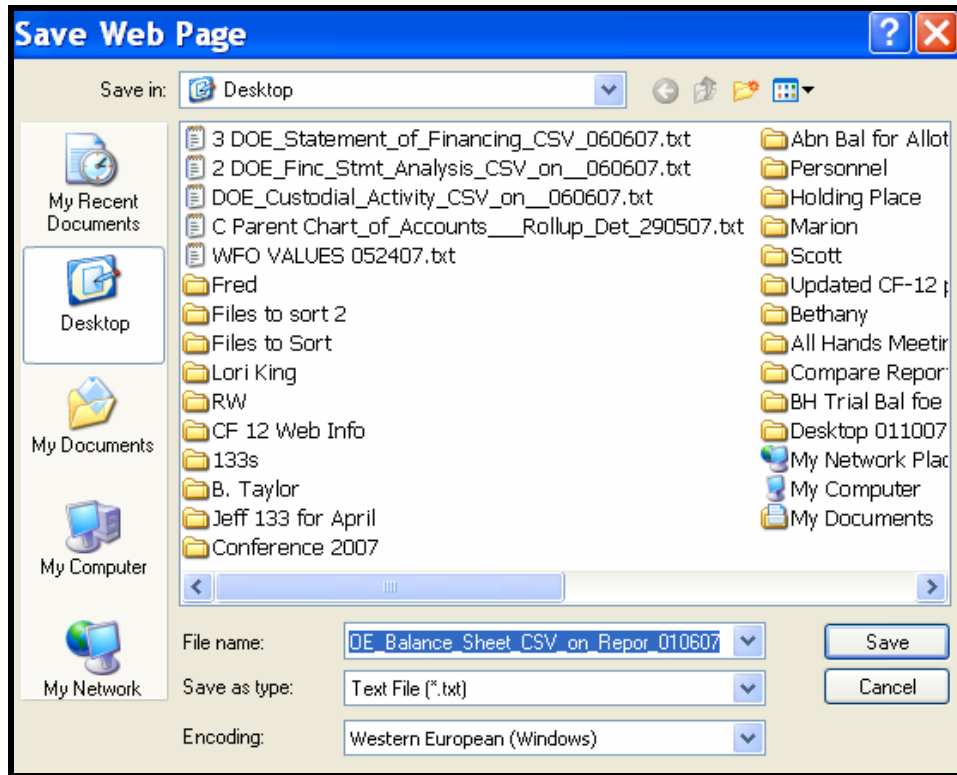 Save Web Page
Save in:
Desktop
My Recent
Documents
Desktop
My Documents
My Computer
My Network
3 DOE_Statement_of_Financing_CSV_060607.txt
2 DOE_Finc_Stmt_Analysis_CSV_on__060607.txt
DOE_Custodial_Activity_CSV_on__060607.txt
C Parent Chart_of_Accounts___Rollup_Det_290507.txt
WFO VALUES 052407.txt
Fred
Files to sort 2
Files to Sort
Lori King
RW
CF 12 Web Info
133s
B. Taylor
Jeff 133 for April
Conference 2007
Abn Bal for Allot
Personnel
Holding Place
Marion
Scott
Updated CF-12 p
Bethany
All Hands Meetin
Compare Repor
BH Trial Bal foe
Desktop 011007
My Network Plac
My Computer
My Documents
File name:
OE_Balance_Sheet_CSV_on_Repor_010607
Save
Save as type:
Text File (*.txt)
Cancel
Encoding:
Western European (Windows)